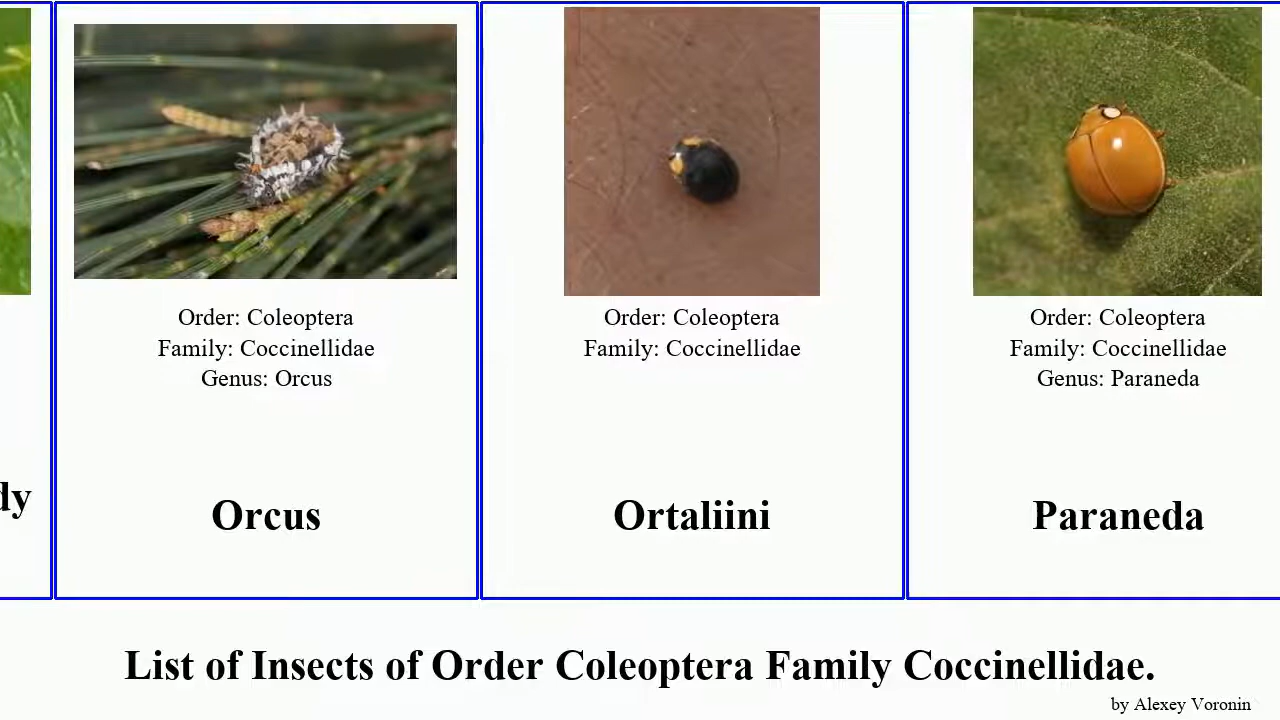 Order: Coleoptera
Family: Coccinellidae
Genus: Orcus
Order: Coleoptera
Family: Coccinellidae
Order: Coleoptera
Family: Coccinellidae
Genus: Paraneda
dy
Orcus
Ortaliini
Paraneda
List of Insects of Order Coleoptera Family Coccinellidae.
by Alexey Voronin